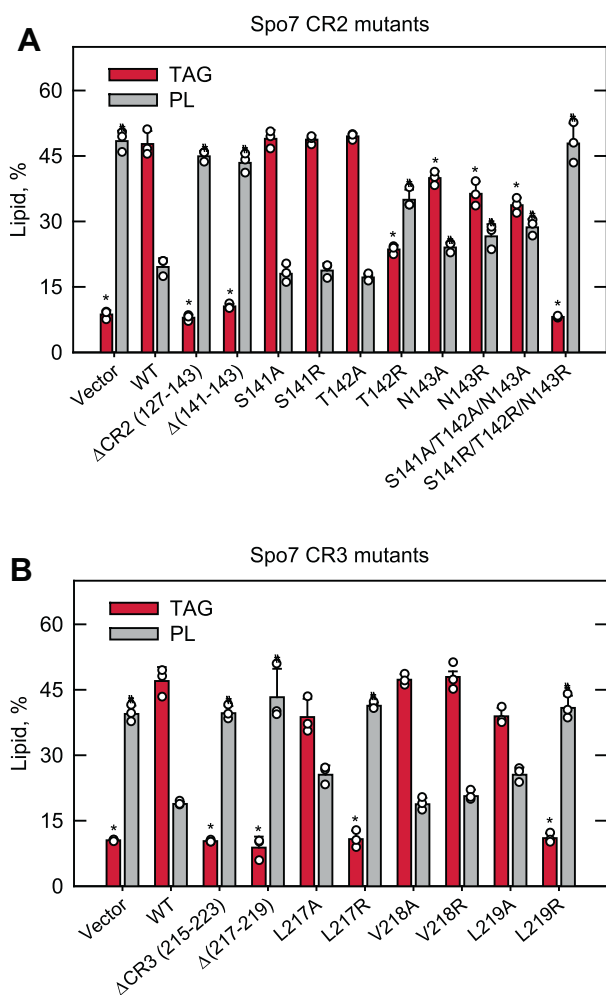 A
Spo7 CR2 mutants
TAG
PL
Lipid, %
60
45
30
15
0
* # # * # * * # * # * # * # * #
Vector
WT
ΔCR2 (127-143)
Δ(141-143)
S141A
S141R
T142A
T142R
N143A
N143R
S141A/T142A/N143A
S141R/T142R/N143R
B
Spo7 CR3 mutants
TAG
PL
Lipid, %
60
45
30
15
0
* # * # * # * # * #
Vector
WT
ΔCR3 (215-223)
Δ(217-219)
L217A
L217R
V218A
V218R
L219A
L219R